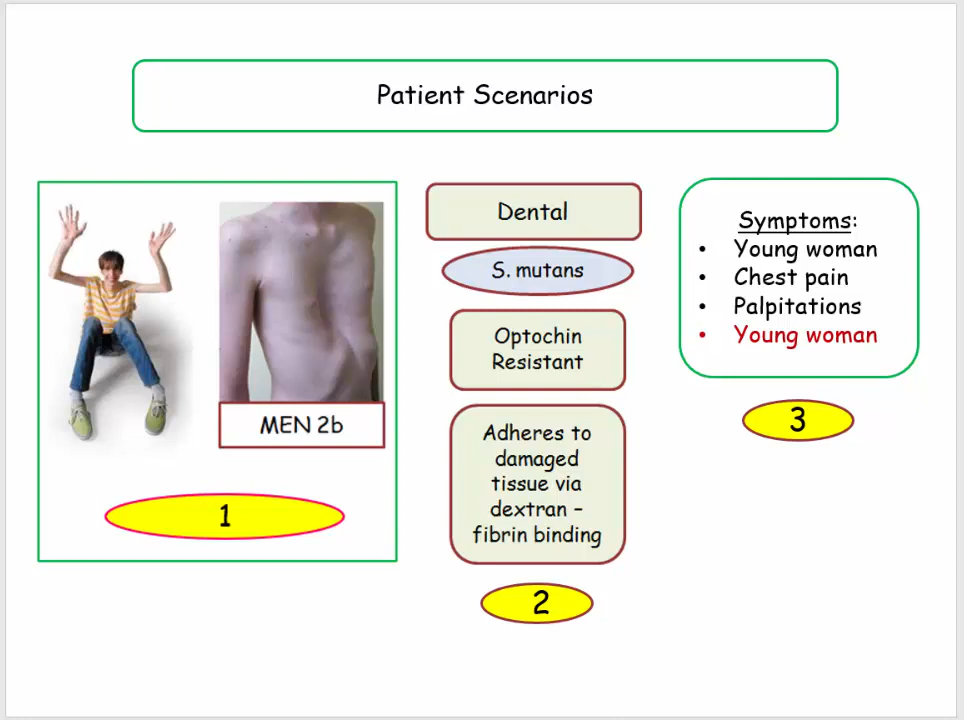 Patient Scenarios
MEN 2b
1
Dental
S. mutans
Optochin
Resistant
Adheres to
damaged
tissue via
dextran –
fibrin binding
2
Symptoms:
• Young woman
• Chest pain
• Palpitations
• Young woman
3